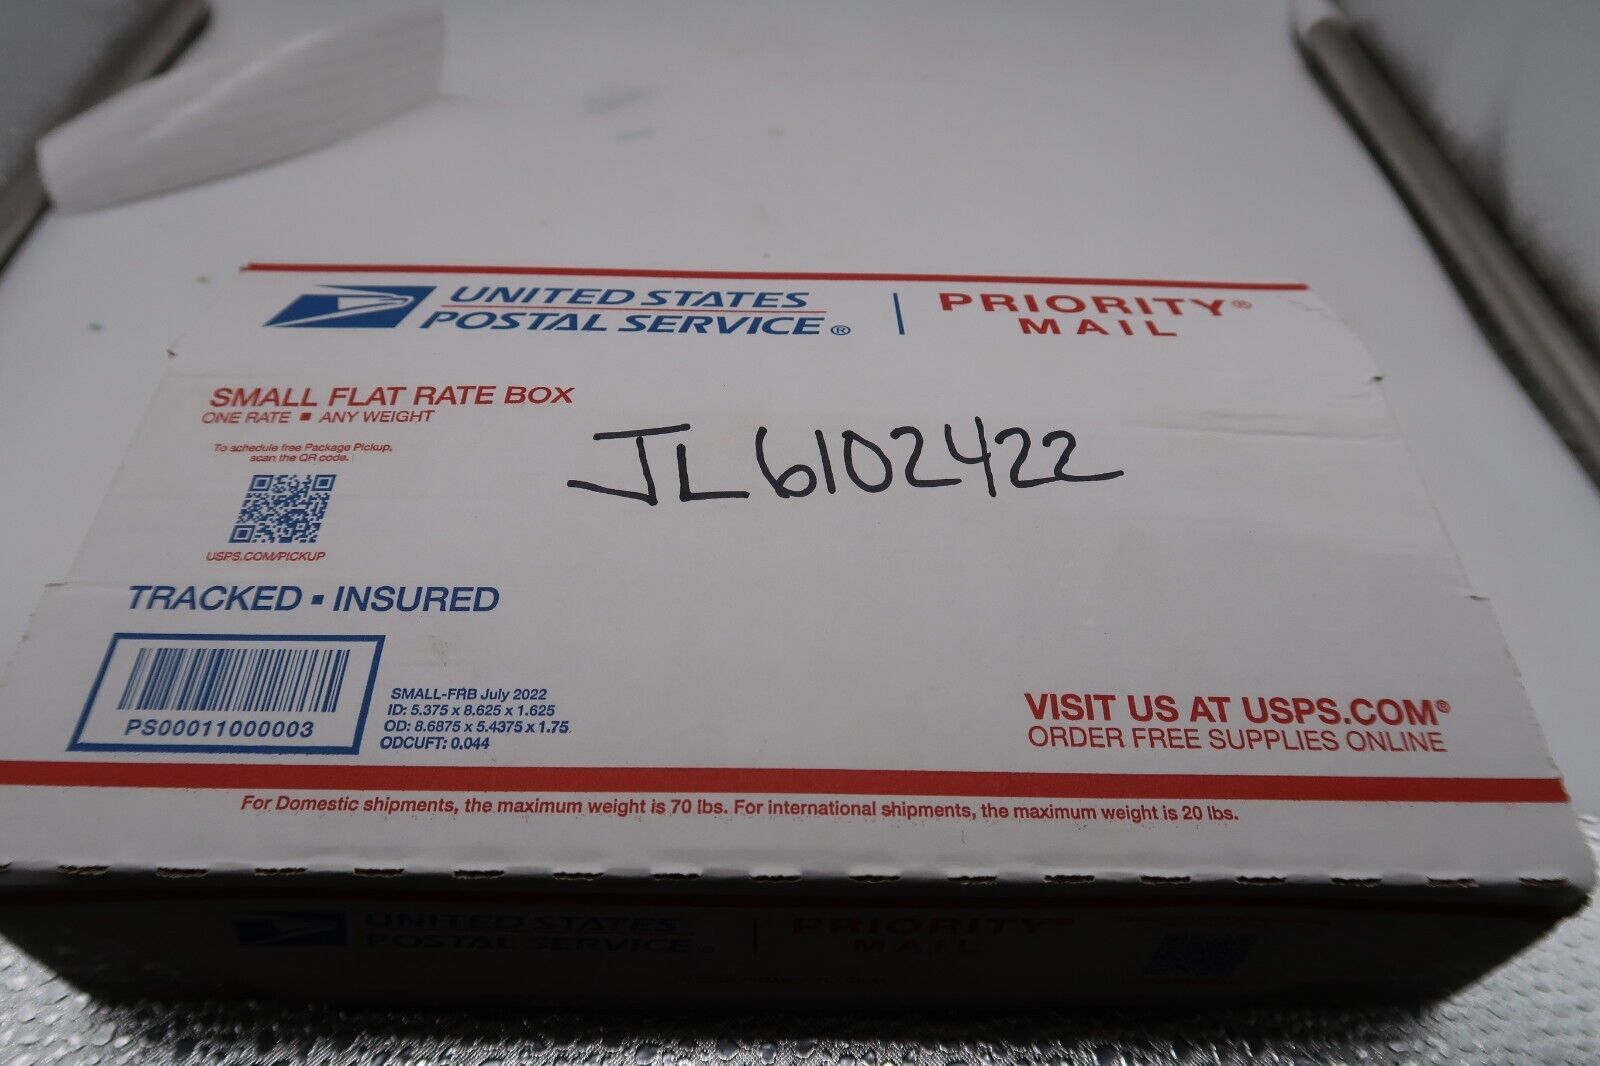 UNITED STATES
POSTAL SERVICE®
PRIORITY®
MAIL
SMALL FLAT RATE BOX
ONE RATE ▪ ANY WEIGHT
To schedule free Package Pickup,
scan the QR code.
USPS.COM/PICKUP
JL6102422
TRACKED ▪ INSURED
PS00011000003
SMALL-FRB July 2022
ID: 5.375 x 8.625 x 1.625
OD: 8.6875 x 5.4375 x 1.75
ODCUFT: 0.044
VISIT US AT USPS.COM®
ORDER FREE SUPPLIES ONLINE
For Domestic shipments, the maximum weight is 70 lbs. For international shipments, the maximum weight is 20 lbs.
UNITED STATES
POSTAL SERVICE®
PRIORITY®
MAIL